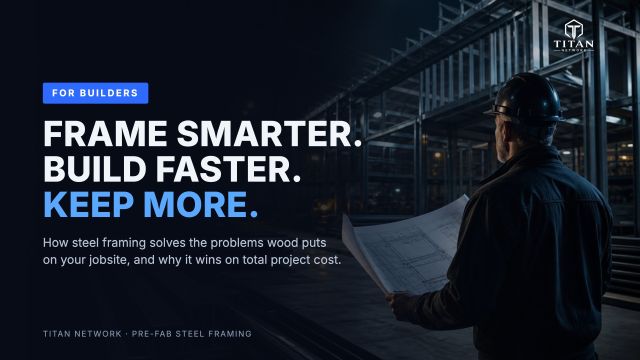 TITAN
NETWORK
FOR BUILDERS
FRAME SMARTER.
BUILD FASTER.
KEEP MORE.
How steel framing solves the problems wood puts
on your jobsite, and why it wins on total project cost.
TITAN NETWORK · PRE-FAB STEEL FRAMING